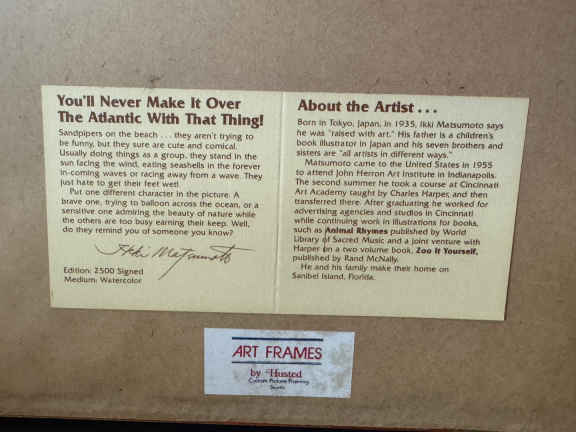 You'll Never Make It Over
The Atlantic With That Thing!
Sandpipers on the beach . . . they aren't trying to
be funny, but they sure are cute and comical.
Usually doing things as a group, they stand in the
sun facing the wind, eating seashells in the forever
in-coming waves or racing away from a wave. They
just hate to get their feet wet!
Put one different character in the picture. A
brave one, trying to balloon across the ocean, or a
sensitive one admiring the beauty of nature while
the others are too busy earning their keep. Well,
do they remind you of someone you know?
Ikki Matsumoto
Edition: 2500 Signed
Medium: Watercolor
About the Artist . . .
Born in Tokyo, Japan, in 1935, Ikki Matsumoto says
he was "raised with art." His father is a children's
book illustrator in Japan and his seven brothers and
sisters are "all artists in different ways."
Matsumoto came to the United States in 1955
to attend John Herron Art Institute in Indianapolis.
The second summer he took a course at Cincinnati
Art Academy taught by Charles Harper, and then
transferred there. After graduating he worked for
advertising agencies and studios in Cincinnati
while continuing work in illustrations for books,
such as Animal Rhymes published by World
Library of Sacred Music and a joint venture with
Harper on a two volume book, Zoo It Yourself,
published by Rand McNally.
He and his family make their home on
Sanibel Island, Florida.
ART FRAMES
by Husted
Custom Picture Framing